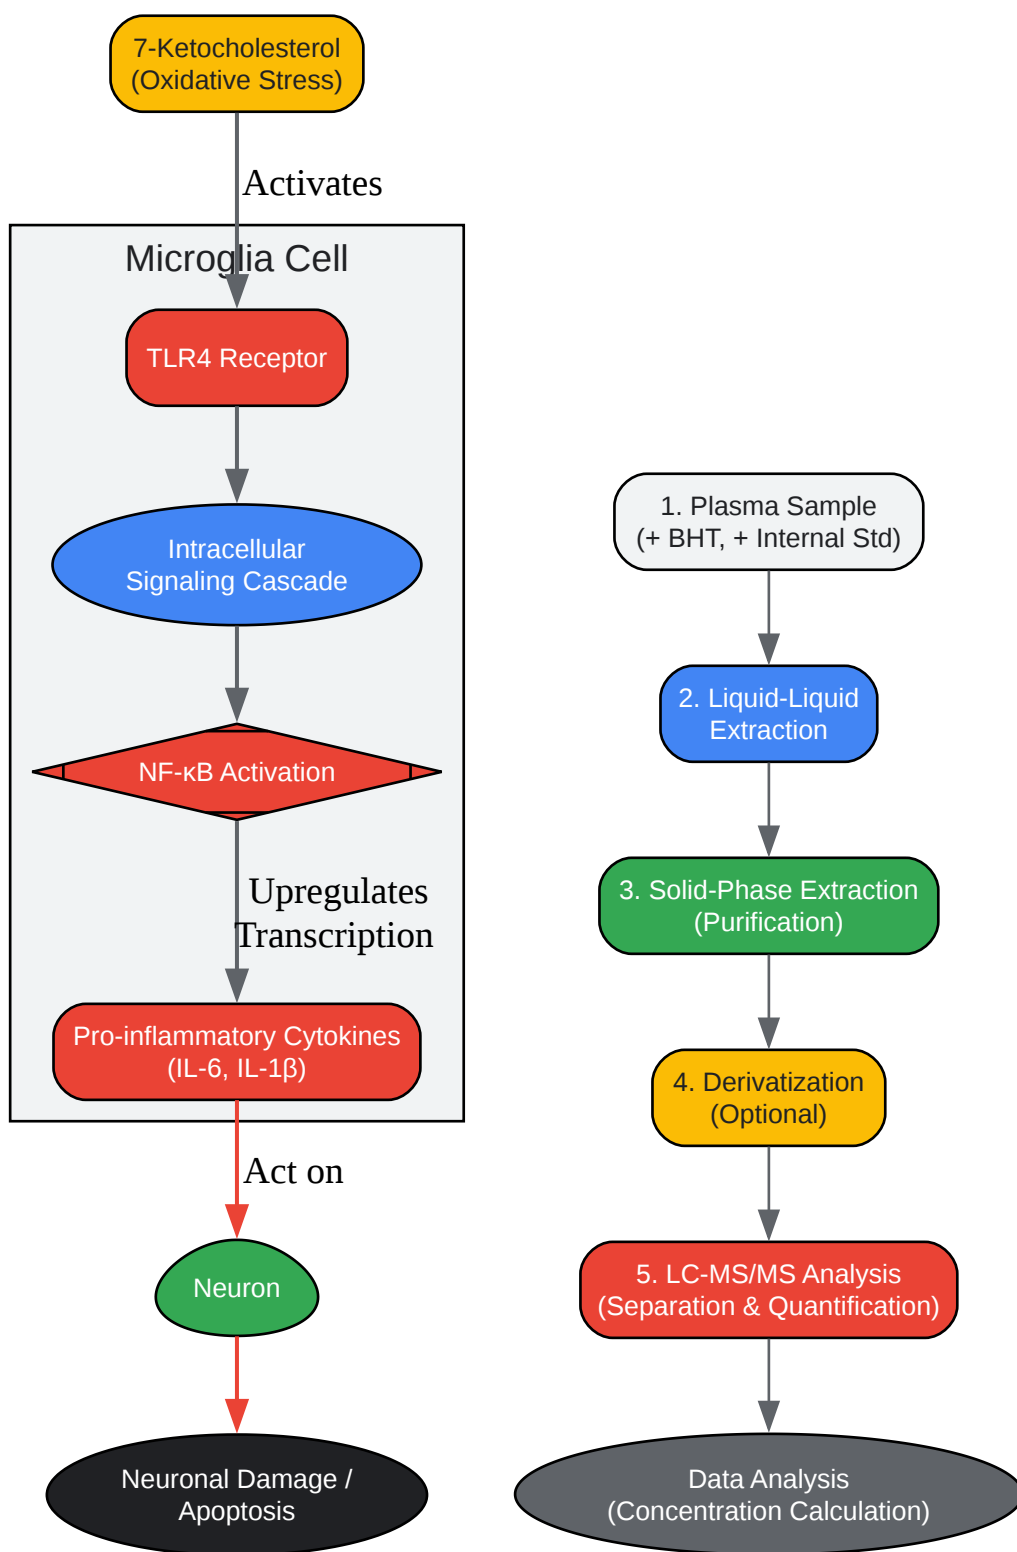 7-Ketocholesterol
(Oxidative Stress)
Activates
Microglia Cell
TLR4 Receptor
Intracellular
Signaling Cascade
NF-κB Activation
Upregulates
Transcription
Pro-inflammatory Cytokines
(IL-6, IL-1β)
Act on
Neuron
Neuronal Damage /
Apoptosis
1. Plasma Sample
(+ BHT, + Internal Std)
2. Liquid-Liquid
Extraction
3. Solid-Phase Extraction
(Purification)
4. Derivatization
(Optional)
5. LC-MS/MS Analysis
(Separation & Quantification)
Data Analysis
(Concentration Calculation)